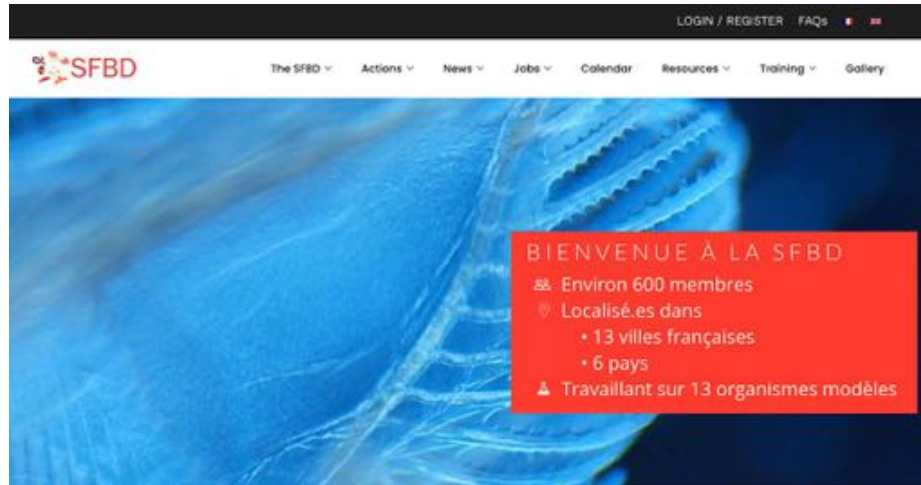 LOGIN / REGISTER FAQs
SFBD
The SFBD Actions News Jobs Calendar Resources Training Gallery
BIENVENUE À LA SFBD
Environ 600 membres
Localisé.es dans
• 13 villes françaises
• 6 pays
Travaillant sur 13 organismes modèles